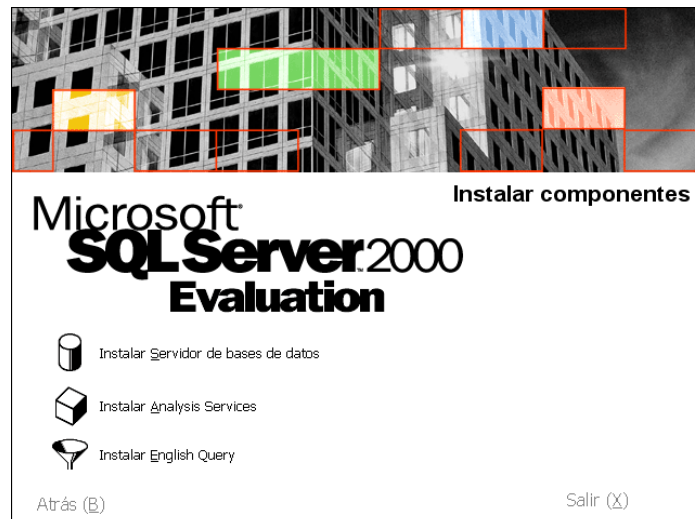 Instalar componentes
Microsoft®
SQL Server™ 2000
Evaluation
Instalar Servidor de bases de datos
Instalar Analysis Services
Instalar English Query
Atrás (B)
Salir (X)